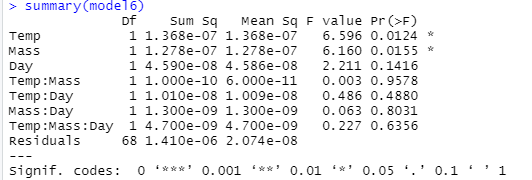 > summary(model6)
Df Sum Sq Mean Sq F value Pr(>F)
Temp 1 1.368e-07 1.368e-07 6.596 0.0124 *
Mass 1 1.278e-07 1.278e-07 6.160 0.0155 *
Day 1 4.590e-08 4.586e-08 2.211 0.1416
Temp:Mass 1 1.000e-10 6.000e-11 0.003 0.9578
Temp:Day 1 1.010e-08 1.009e-08 0.486 0.4880
Mass:Day 1 1.300e-09 1.300e-09 0.063 0.8031
Temp:Mass:Day 1 4.700e-09 4.700e-09 0.227 0.6356
Residuals 68 1.410e-06 2.074e-08
---
Signif. codes: 0 ‘***’ 0.001 ‘**’ 0.01 ‘*’ 0.05 ‘.’ 0.1 ‘ ’ 1